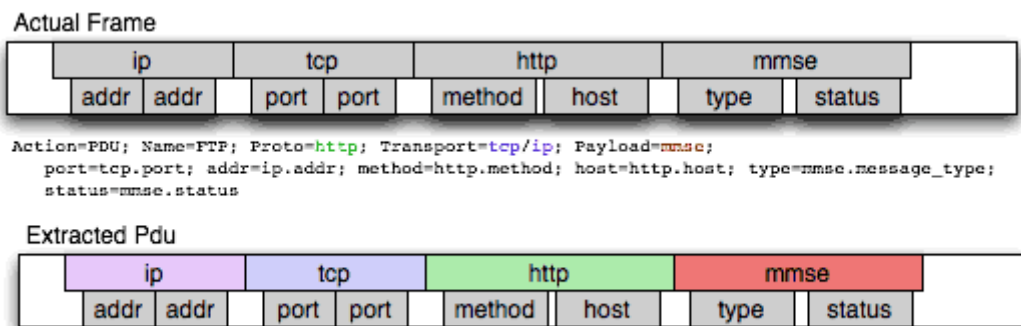 Actual Frame
ip tcp http mmse
addr addr port port method host type status
Action=PDU; Name=FTP; Proto=http; Transport=tcp/ip; Payload=mmse;
port=tcp.port; addr=ip.addr; method=http.method; host=http.host; type=mmse.message_type;
status=mmse.status
Extracted Pdu
ip tcp http mmse
addr addr port port method host type status